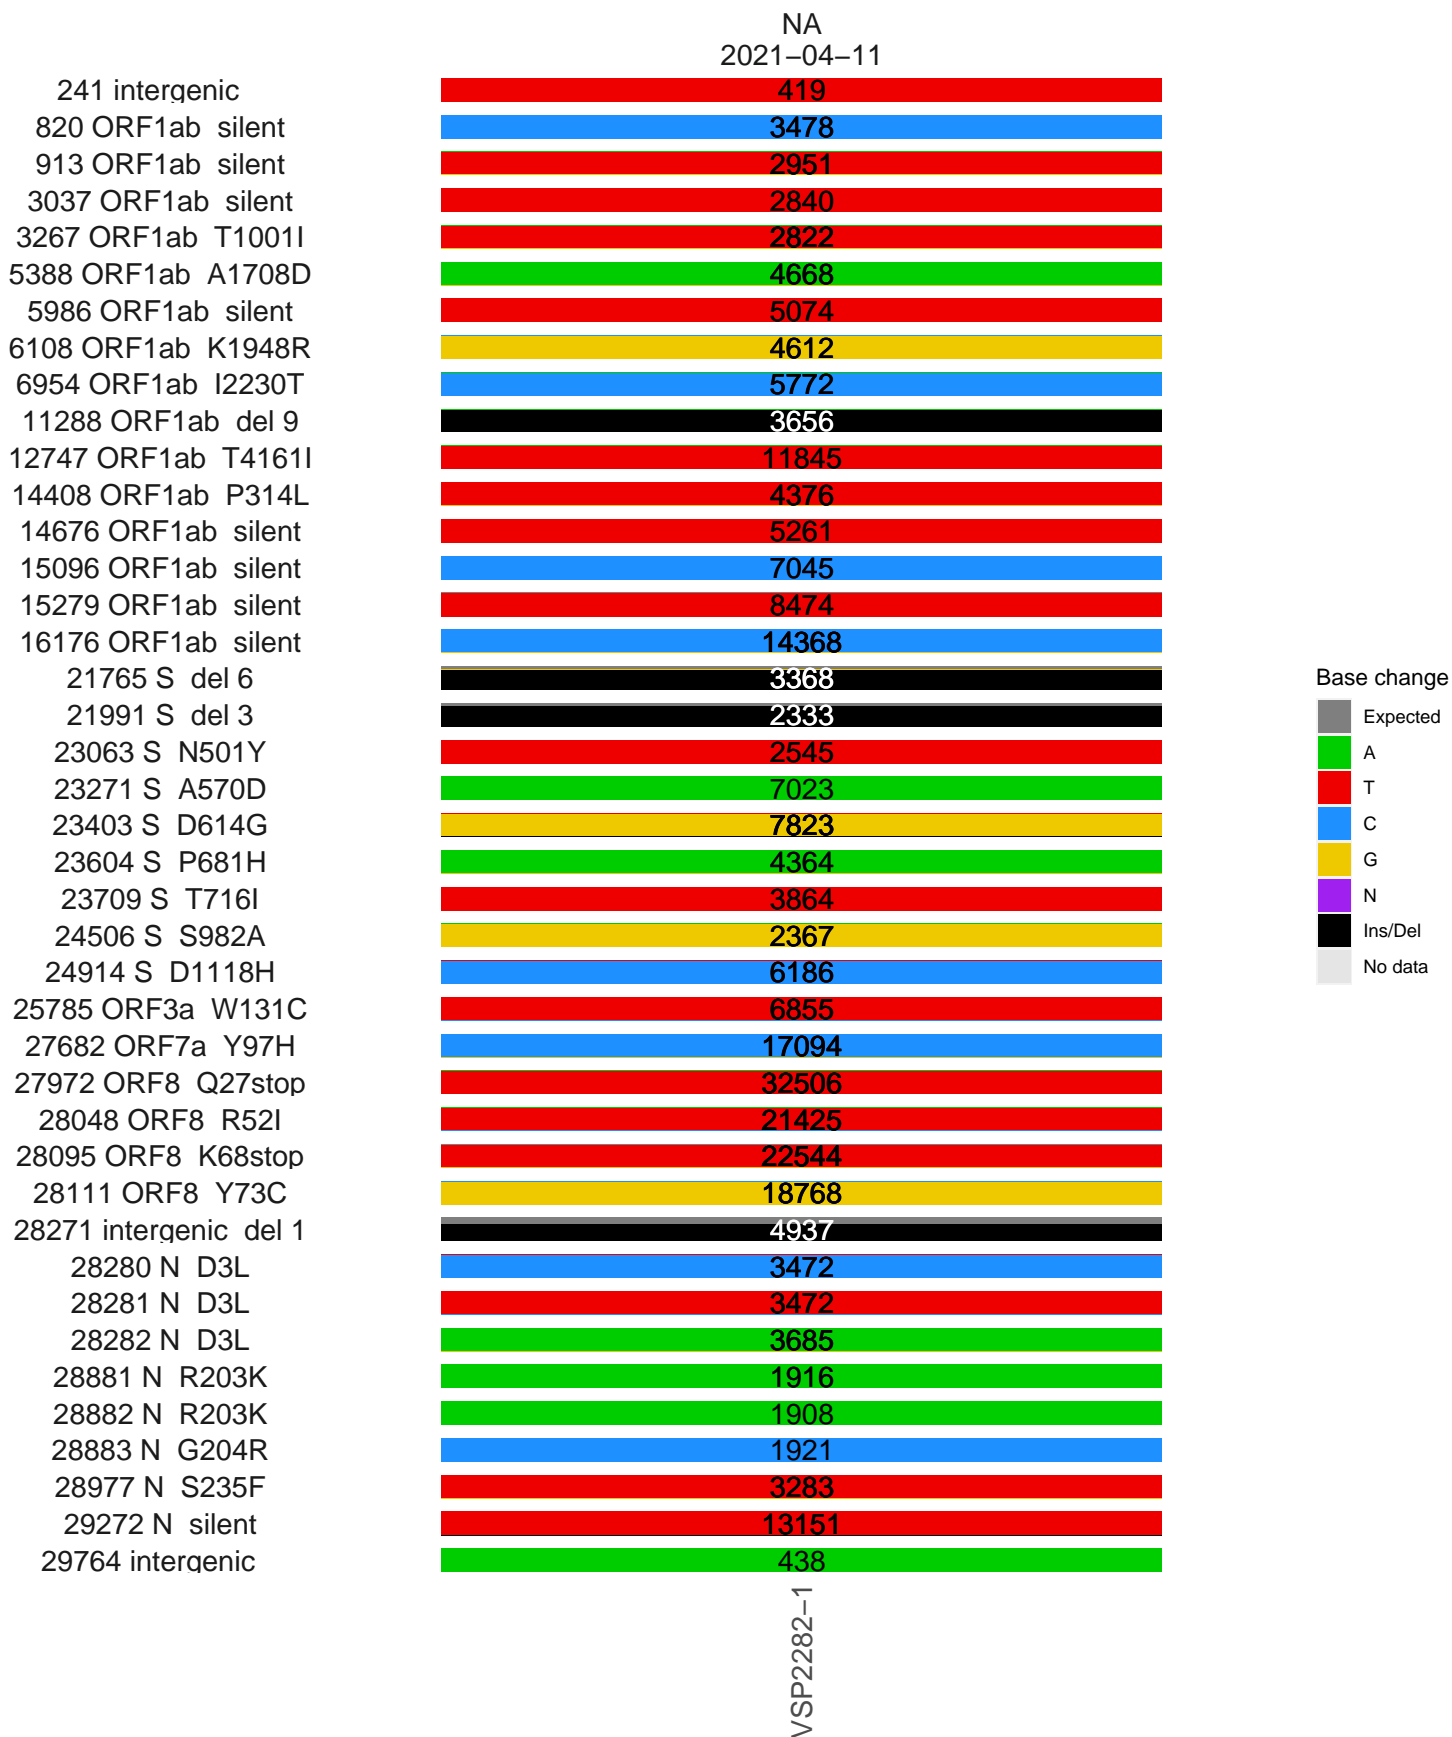 NA
2021−04−11
241 intergenic 419
820 ORF1ab silent 3478
913 ORF1ab silent 2951
3037 ORF1ab silent 2840
3267 ORF1ab T1001I 2822
5388 ORF1ab A1708D 4668
5986 ORF1ab silent 5074
6108 ORF1ab K1948R 4612
6954 ORF1ab I2230T 5772
11288 ORF1ab del 9 3656
12747 ORF1ab T4161I 11845
14408 ORF1ab P314L 4376
14676 ORF1ab silent 5261
15096 ORF1ab silent 7045
15279 ORF1ab silent 8474
16176 ORF1ab silent 14368
21765 S del 6 3368
21991 S del 3 2333
23063 S N501Y 2545
23271 S A570D 7023
23403 S D614G 7823
23604 S P681H 4364
23709 S T716I 3864
24506 S S982A 2367
24914 S D1118H 6186
25785 ORF3a W131C 6855
27682 ORF7a Y97H 17094
27972 ORF8 Q27stop 32506
28048 ORF8 R52I 21425
28095 ORF8 K68stop 22544
28111 ORF8 Y73C 18768
28271 intergenic del 1 4937
28280 N D3L 3472
28281 N D3L 3472
28282 N D3L 3685
28881 N R203K 1916
28882 N R203K 1908
28883 N G204R 1921
28977 N S235F 3283
29272 N silent 13151
29764 intergenic 438
VSP2282−1
Base change
Expected
A
T
C
G
N
Ins/Del
No data